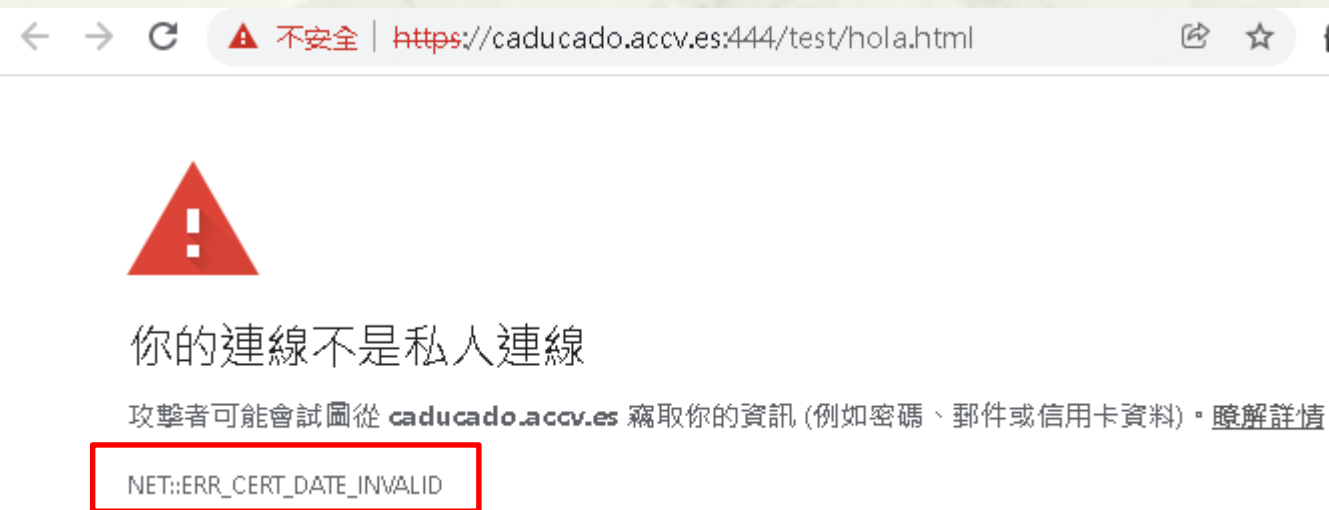 不安全 | https://caducado.accv.es:444/test/hola.html
你的連線不是私人連線
攻擊者可能會試圖從 caducado.accv.es 竊取你的資訊 (例如密碼、郵件或信用卡資料)。瞭解詳情
NET::ERR_CERT_DATE_INVALID